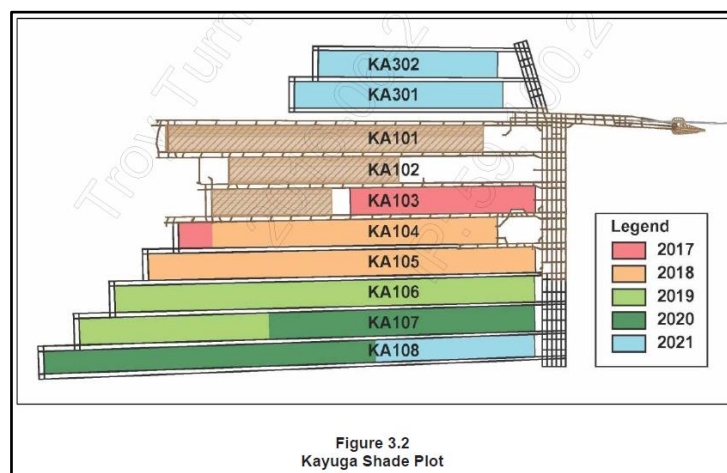 KA302
KA301
KA101
KA102
KA103
KA104
KA105
KA106
KA107
KA108
Legend
2017
2018
2019
2020
2021
Figure 3.2
Kayuga Shade Plot